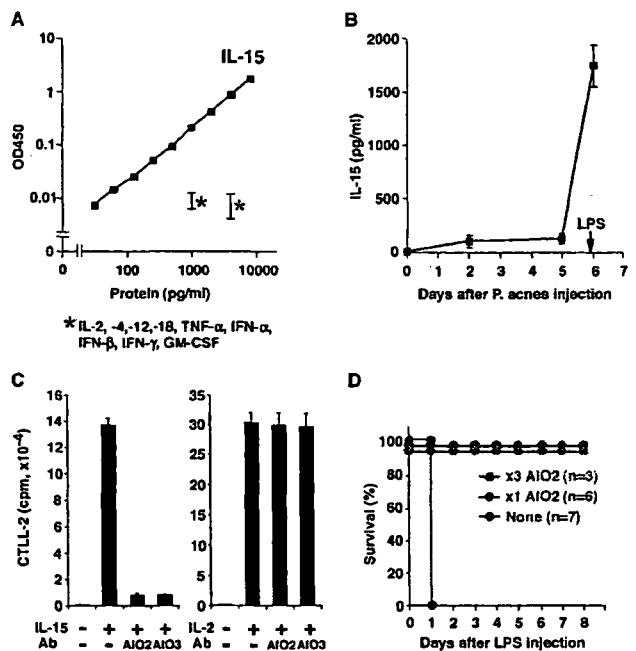 A
IL-15
OD450
10
1
0.1
0.01
0
0
100
1000
10000
Protein (pg/ml)
* *
* IL-2, -4,-12,-18, TNF-α, IFN-α,
IFN-β, IFN-γ, GM-CSF
B
IL-15 (pg/ml)
2000
1500
1000
500
0
LPS
0 1 2 3 4 5 6 7
Days after P. acnes injection
C
CTLL-2 (cpm, x10⁻⁴)
16
14
12
10
8
6
4
2
0
IL-15 - + + +
Ab - - AIO2 AIO3
35
30
25
20
15
10
5
0
IL-2 - + + +
Ab - - AIO2 AIO3
D
Survival (%)
100
80
60
40
20
0
x3 AIO2 (n=3)
x1 AIO2 (n=6)
None (n=7)
0 1 2 3 4 5 6 7 8
Days after LPS injection